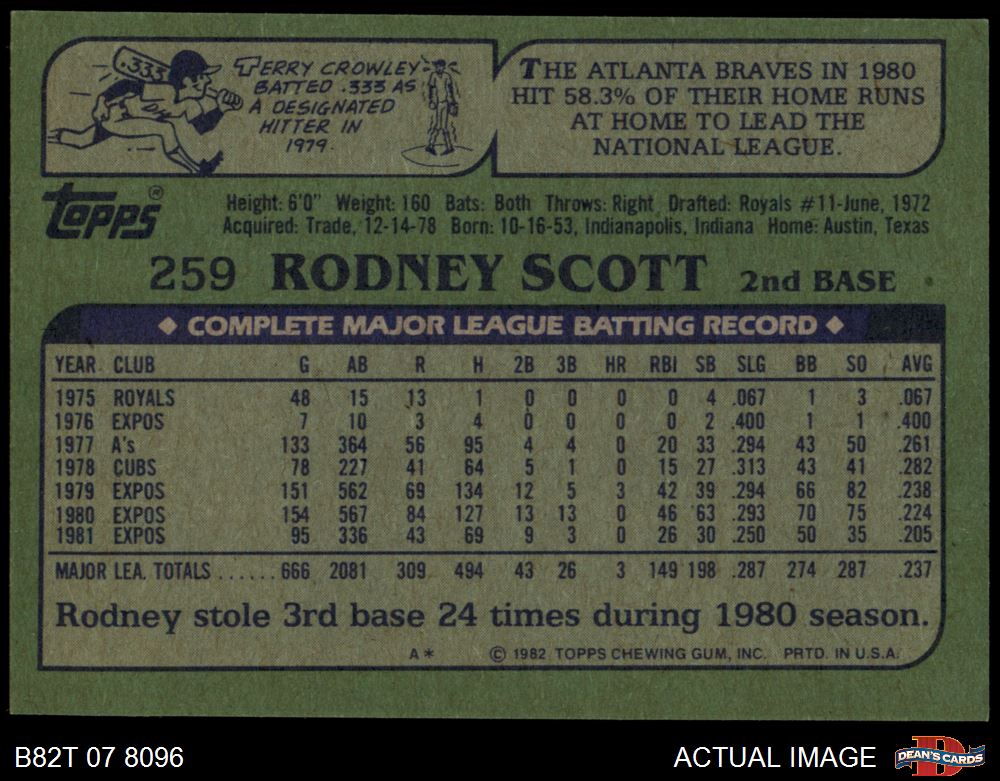 .333
TERRY CROWLEY
BATTED .333 AS
A DESIGNATED
HITTER IN
1979.
THE ATLANTA BRAVES IN 1980
HIT 58.3% OF THEIR HOME RUNS
AT HOME TO LEAD THE
NATIONAL LEAGUE.
Topps®
Height: 6'0" Weight: 160 Bats: Both Throws: Right Drafted: Royals #11-June, 1972
Acquired: Trade, 12-14-78 Born: 10-16-53, Indianapolis, Indiana Home: Austin, Texas
259 RODNEY SCOTT 2nd BASE
◆ COMPLETE MAJOR LEAGUE BATTING RECORD ◆
YEAR CLUB G AB R H 2B 3B HR RBI SB SLG BB SO AVG
1975 ROYALS 48 15 13 1 0 0 0 0 4 .067 1 3 .067
1976 EXPOS 7 10 3 4 0 0 0 0 2 .400 1 1 .400
1977 A's 133 364 56 95 4 4 0 20 33 .294 43 50 .261
1978 CUBS 78 227 41 64 5 1 0 15 27 .313 43 41 .282
1979 EXPOS 151 562 69 134 12 5 3 42 39 .294 66 82 .238
1980 EXPOS 154 567 84 127 13 13 0 46 63 .293 70 75 .224
1981 EXPOS 95 336 43 69 9 3 0 26 30 .250 50 35 .205
MAJOR LEA. TOTALS ...... 666 2081 309 494 43 26 3 149 198 .287 274 287 .237
Rodney stole 3rd base 24 times during 1980 season.
A* © 1982 TOPPS CHEWING GUM, INC. PRTD. IN U.S.A.
B82T 07 8096 ACTUAL IMAGE D DEAN'S CARDS